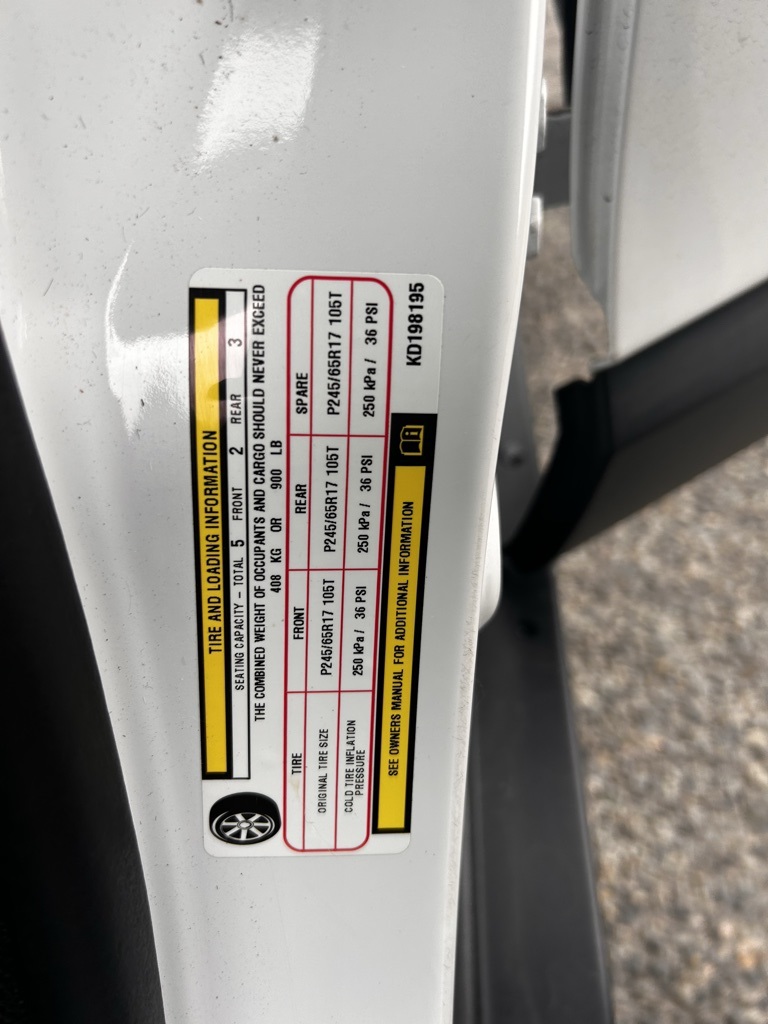 TIRE AND LOADING INFORMATION
SEATING CAPACITY – TOTAL 5 FRONT 2 REAR 3
THE COMBINED WEIGHT OF OCCUPANTS AND CARGO SHOULD NEVER EXCEED
408 KG OR 900 LB
TIRE FRONT REAR SPARE
ORIGINAL TIRE SIZE P245/65R17 105T P245/65R17 105T P245/65R17 105T
COLD TIRE INFLATION PRESSURE 250 kPa / 36 PSI 250 kPa / 36 PSI 250 kPa / 36 PSI
SEE OWNERS MANUAL FOR ADDITIONAL INFORMATION
KD198195